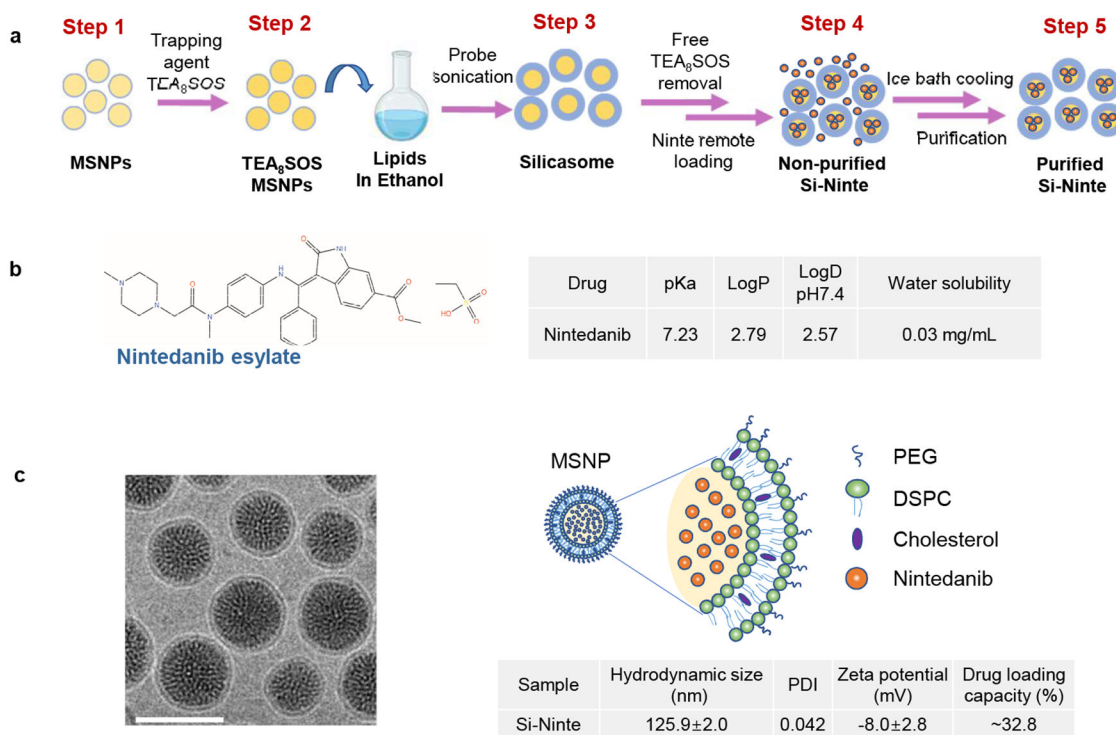 a
Step 1
Step 2
Step 3
Step 4
Step 5
Trapping
agent
TEA₈SOS
Probe
sonication
Free
TEA₈SOS
removal
Ninte remote
loading
Ice bath cooling
Purification
MSNPs
TEA₈SOS
MSNPs
Lipids
In Ethanol
Silicasome
Non-purified
Si-Ninte
Purified
Si-Ninte
b
Nintedanib esylate
Drug pKa LogP LogD pH7.4 Water solubility
Nintedanib 7.23 2.79 2.57 0.03 mg/mL
c
MSNP
PEG
DSPC
Cholesterol
Nintedanib
Sample Hydrodynamic size (nm) PDI Zeta potential (mV) Drug loading capacity (%)
Si-Ninte 125.9±2.0 0.042 -8.0±2.8 ~32.8